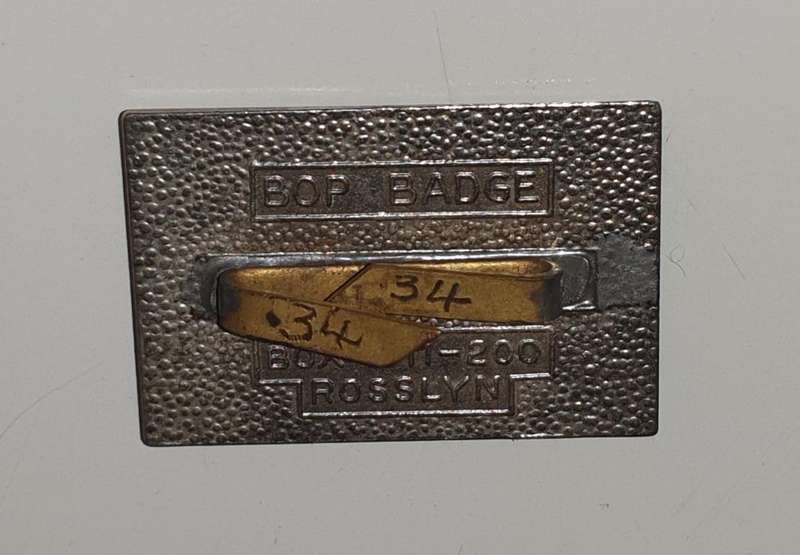 BOP BADGE
.34
.34
BOX 11-200
ROSSLYN